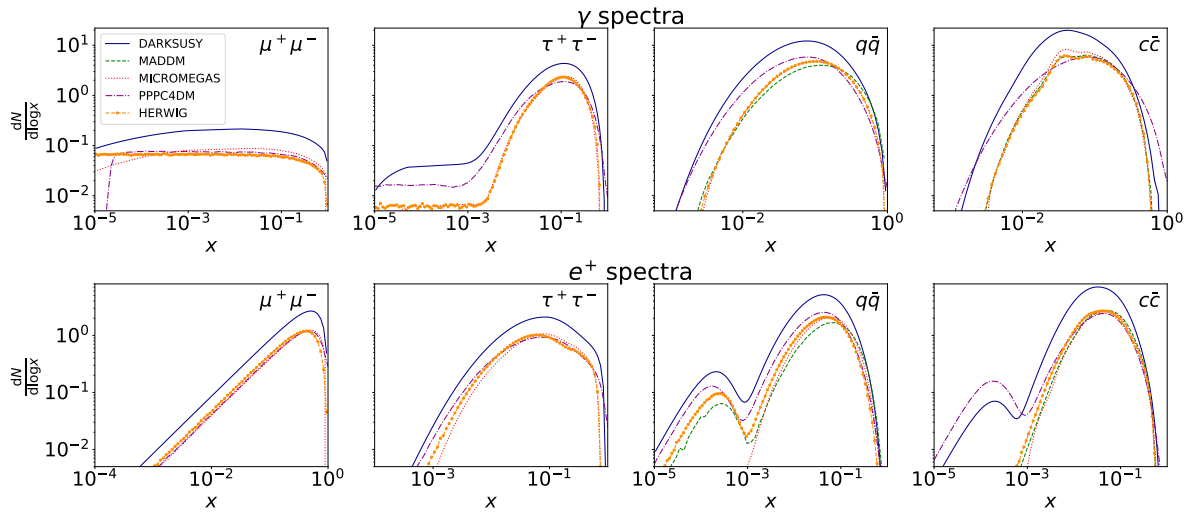 γ spectra
μ⁺μ⁻
τ⁺τ⁻
qq̄
cc̄
DARKSUSY
MADDM
MICROMEGAS
PPPC4DM
HERWIG
dN/dlogx
10¹
10⁰
10⁻¹
10⁻²
10⁻⁵ 10⁻³ 10⁻¹
10⁻⁵ 10⁻³ 10⁻¹
10⁻² 10⁰
10⁻² 10⁰
x x x x
e⁺ spectra
μ⁺μ⁻
τ⁺τ⁻
qq̄
cc̄
dN/dlogx
10⁰
10⁻¹
10⁻²
10⁻⁴ 10⁻² 10⁰
10⁻³ 10⁻¹
10⁻⁵ 10⁻³ 10⁻¹
10⁻⁵ 10⁻³ 10⁻¹
x x x x